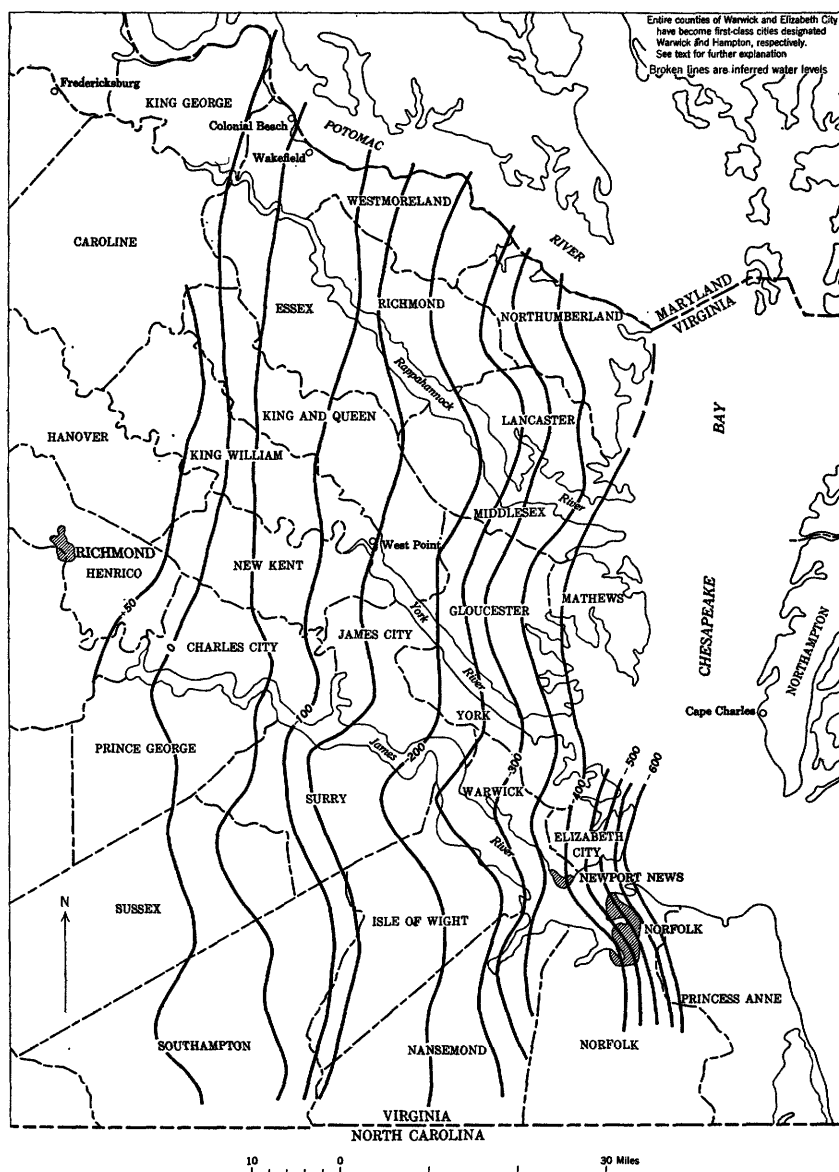 Entire counties of Warwick and Elizabeth City
have become first-class cities designated
Warwick and Hampton, respectively.
See text for further explanation
Broken lines are inferred water levels
Fredericksburg
KING GEORGE
Colonial Beach
POTOMAC
Wakefield
WESTMORELAND
CAROLINE
RIVER
MARYLAND
VIRGINIA
ESSEX
RICHMOND
NORTHUMBERLAND
Rappahannock
River
KING AND QUEEN
LANCASTER
BAY
HANOVER
KING WILLIAM
MIDDLESEX
RICHMOND
HENRICO
West Point
NEW KENT
50
MATHEWS
GLOUCESTER
York
River
CHESAPEAKE
NORTHAMPTON
0
CHARLES CITY
JAMES CITY
100
YORK
Cape Charles
PRINCE GEORGE
James
River
200
300
400
500
600
SURRY
WARWICK
ELIZABETH
CITY
NEWPORT NEWS
N
SUSSEX
ISLE OF WIGHT
NORFOLK
PRINCESS ANNE
SOUTHAMPTON
NANSEMOND
NORFOLK
VIRGINIA
NORTH CAROLINA
10 0 30 Miles